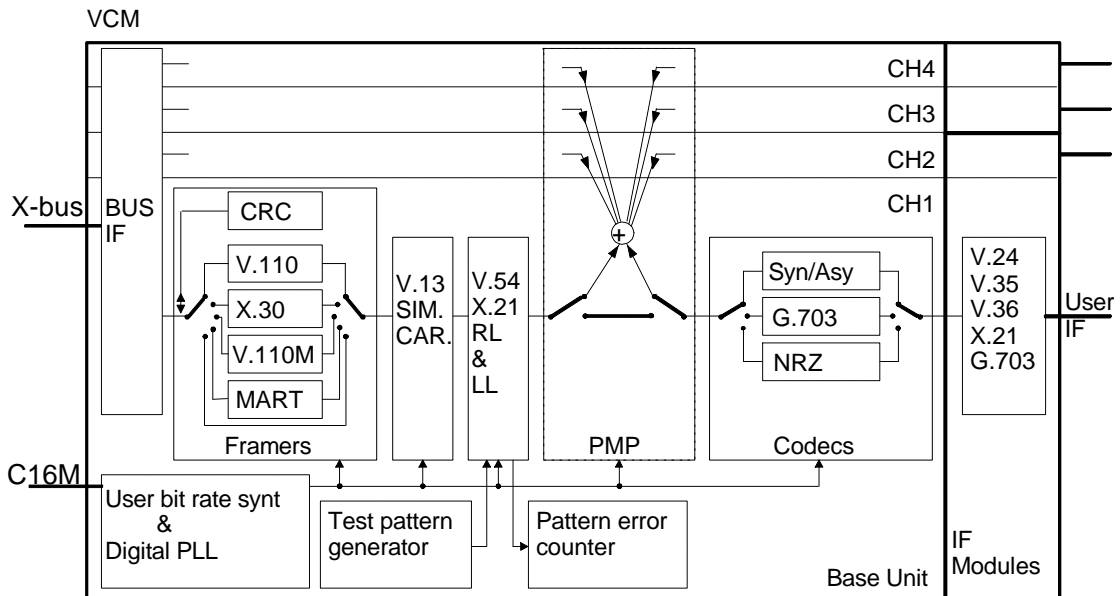 VCM
CH4
CH3
CH2
CH1
X-bus
BUS
IF
CRC
V.110
X.30
V.110M
MART
Framers
V.13
SIM.
CAR.
V.54
X.21
RL
&
LL
+
PMP
Syn/Asy
G.703
NRZ
Codecs
V.24
V.35
V.36
X.21
G.703
User
IF
C16M
User bit rate synt
&
Digital PLL
Test pattern
generator
Pattern error
counter
Base Unit
IF
Modules